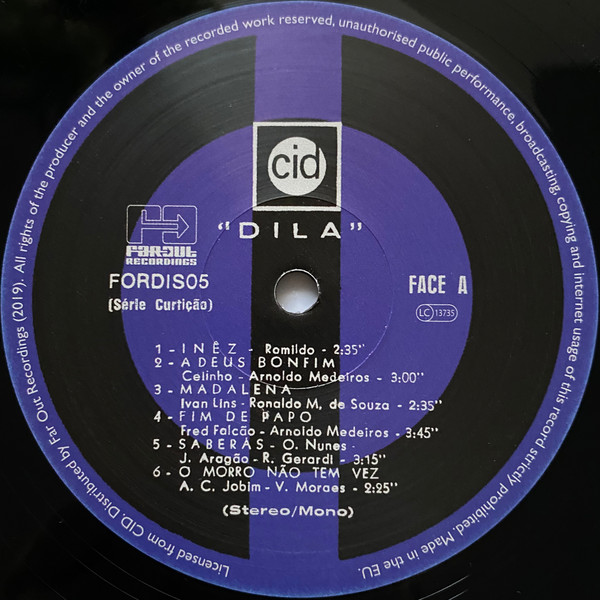 Licensed from CID Distributed by Far Out Recordings (2019). All rights of the producer and the owner of the recorded work reserved, unauthorised public performance, broadcasting, copying and internet usage of this record strictly prohibited. Made in the EU.
cid
"DILA"
FAROUT
RECORDINGS
FORDIS05
(Série Curtição)
FACE A
LC 13735
1 - INÊZ - Romildo - 2:35"
2 - ADEUS BONFIM
Celinho - Arnoldo Medeiros - 3:00"
3 - MADALENA
Ivan Lins - Ronaldo M. de Souza - 2:35"
4 - FIM DE PAPO
Fred Falcão - Arnoldo Medeiros - 3:45"
5 - SABERÁS - O. Nunes -
J. Aragão - R. Gerardi - 3:15"
6 - O MORRO NÃO TEM VEZ
A. C. Jobim - V. Moraes - 2:25"
(Stereo/Mono)